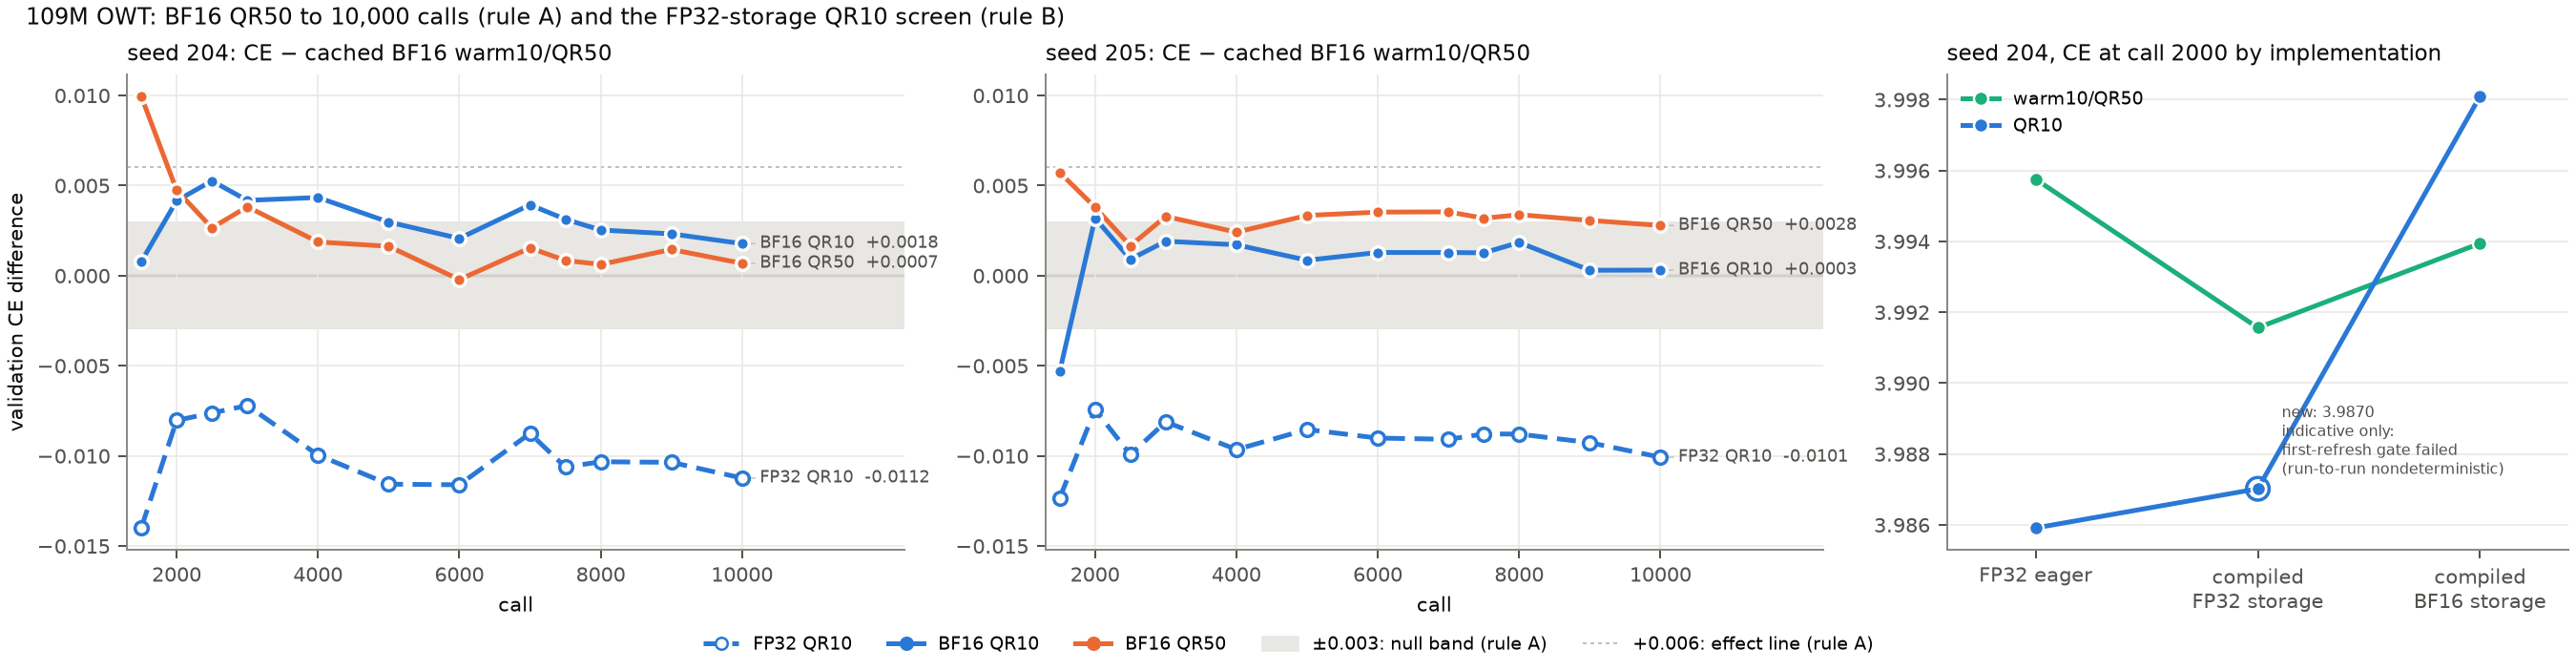 109M OWT: BF16 QR50 to 10,000 calls (rule A) and the FP32-storage QR10 screen (rule B)
seed 204: CE − cached BF16 warm10/QR50
validation CE difference
0.010
0.005
0.000
−0.005
−0.010
−0.015
BF16 QR10 +0.0018
BF16 QR50 +0.0007
FP32 QR10 -0.0112
2000
4000
6000
8000
10000
call
seed 205: CE − cached BF16 warm10/QR50
0.010
0.005
0.000
−0.005
−0.010
−0.015
BF16 QR50 +0.0028
BF16 QR10 +0.0003
FP32 QR10 -0.0101
2000
4000
6000
8000
10000
call
seed 204, CE at call 2000 by implementation
warm10/QR50
QR10
3.998
3.996
3.994
3.992
3.990
3.988
3.986
new: 3.9870
indicative only:
first-refresh gate failed
(run-to-run nondeterministic)
FP32 eager
compiled
FP32 storage
compiled
BF16 storage
FP32 QR10
BF16 QR10
BF16 QR50
±0.003: null band (rule A)
+0.006: effect line (rule A)